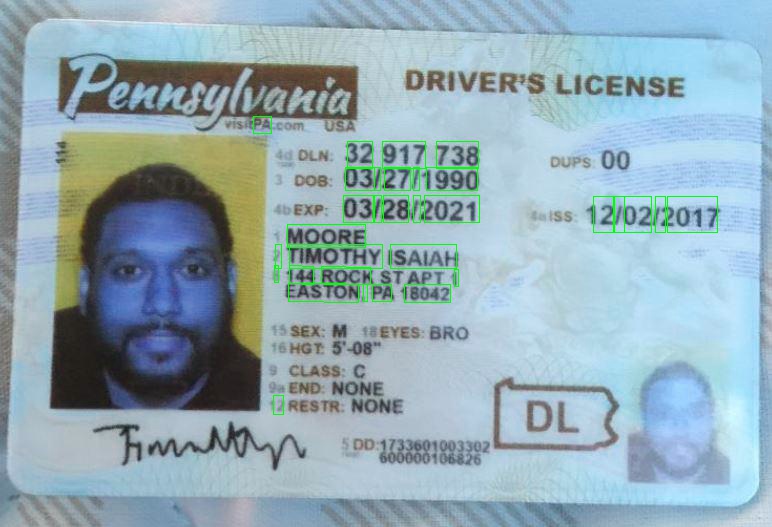 Pennsylvania
DRIVER'S LICENSE
visitPA.com USA
4d DLN: 32 917 738
DUPS: 00
3 DOB: 03/27/1990
4b EXP: 03/28/2021
4a ISS: 12/02/2017
1 MOORE
2 TIMOTHY ISAIAH
8 144 ROCK ST APT 1
EASTON, PA 18042
15 SEX: M 18 EYES: BRO
16 HGT: 5'-08"
9 CLASS: C
9a END: NONE
12 RESTR: NONE
DL
5 DD:1733601003302
600000106826